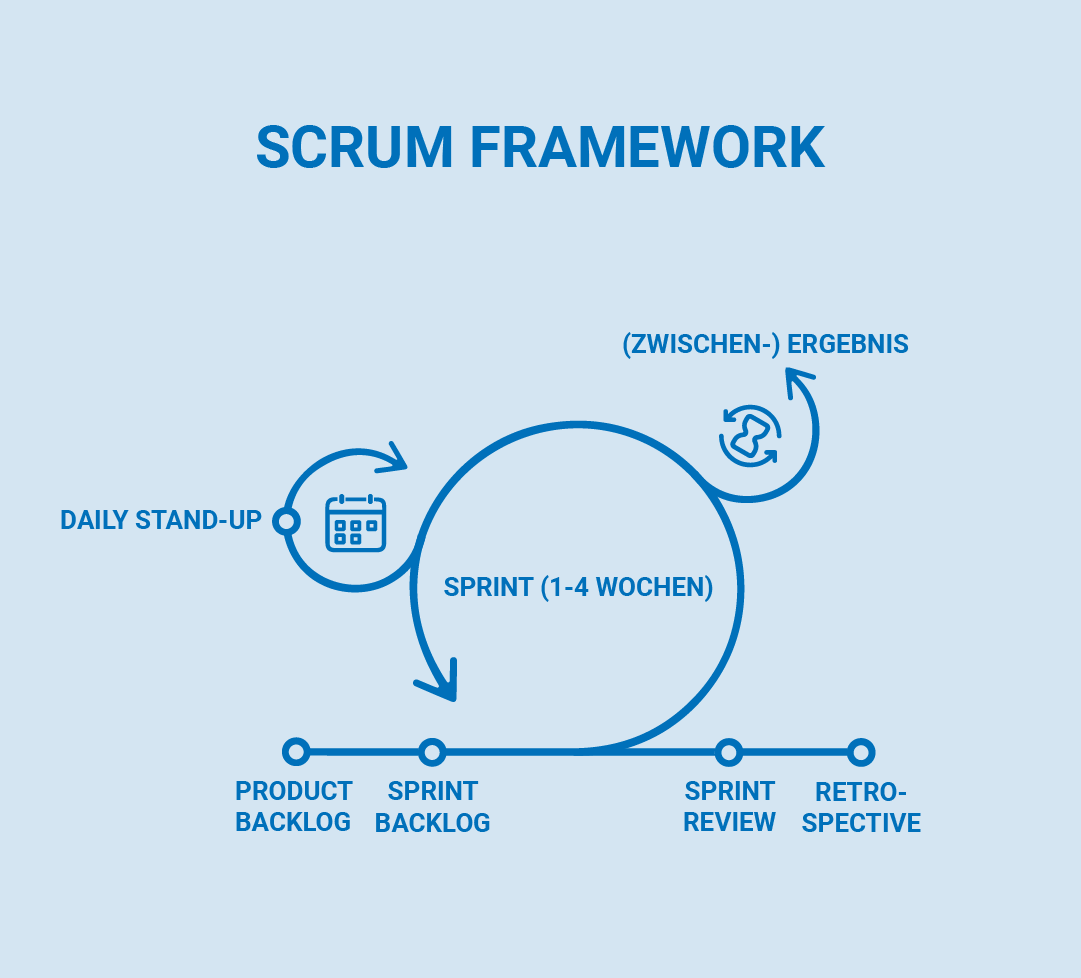 SCRUM FRAMEWORK
(ZWISCHEN-) ERGEBNIS
DAILY STAND-UP
SPRINT (1-4 WOCHEN)
PRODUCT
BACKLOG
SPRINT
BACKLOG
SPRINT
REVIEW
RETRO-
SPECTIVE